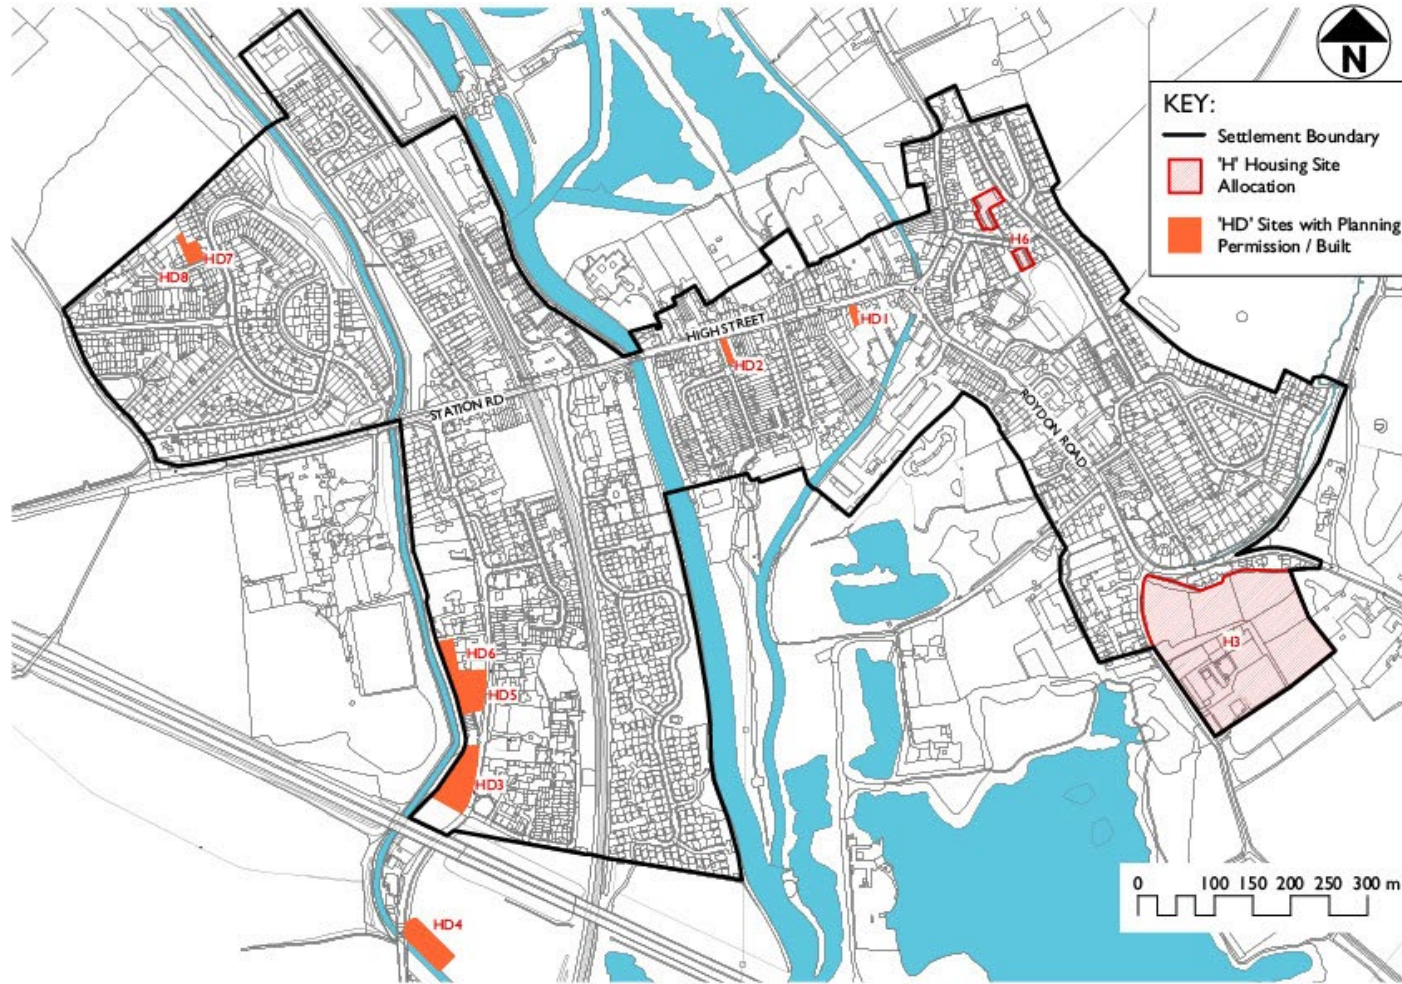 N
KEY:
Settlement Boundary
'H' Housing Site
Allocation
'HD' Sites with Planning
Permission / Built
H6
HD7
HD8
HIGH STREET
HD1
HD2
STATION RD
ROYDON ROAD
H3
HD6
HD5
HD3
HD4
0 100 150 200 250 300 m